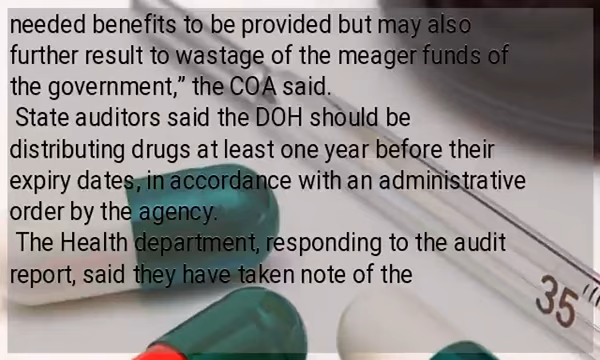 needed benefits to be provided but may also
further result to wastage of the meager funds of
the government,” the COA said.
State auditors said the DOH should be
distributing drugs at least one year before their
expiry dates, in accordance with an administrative
order by the agency.
The Health department, responding to the audit
report, said they have taken note of the
35